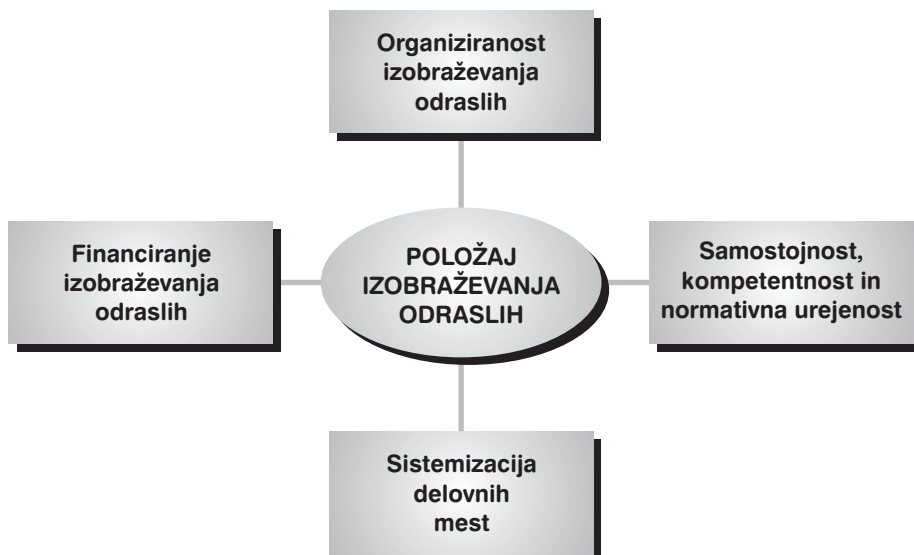 Organiziranost
izobraževanja
odraslih
Financiranje
izobraževanja
odraslih
POLOŽAJ
IZOBRAŽEVANJA
ODRASLIH
Samostojnost,
kompetentnost in
normativna urejenost
Sistemizacija
delovnih
mest